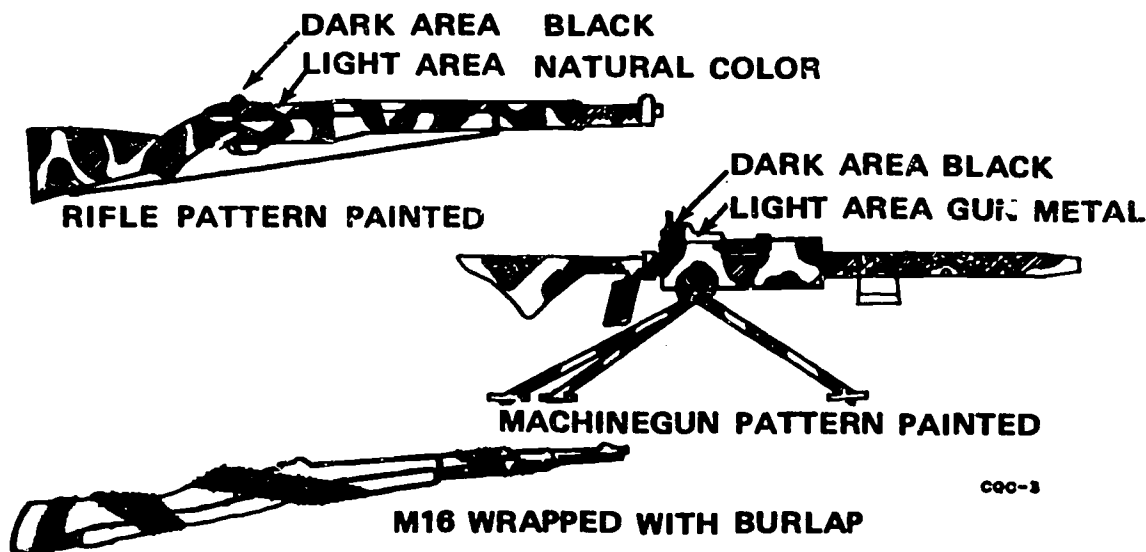 DARK AREA BLACK
LIGHT AREA NATURAL COLOR
RIFLE PATTERN PAINTED
DARK AREA BLACK
LIGHT AREA GUN METAL
MACHINEGUN PATTERN PAINTED
CQC-3
M16 WRAPPED WITH BURLAP